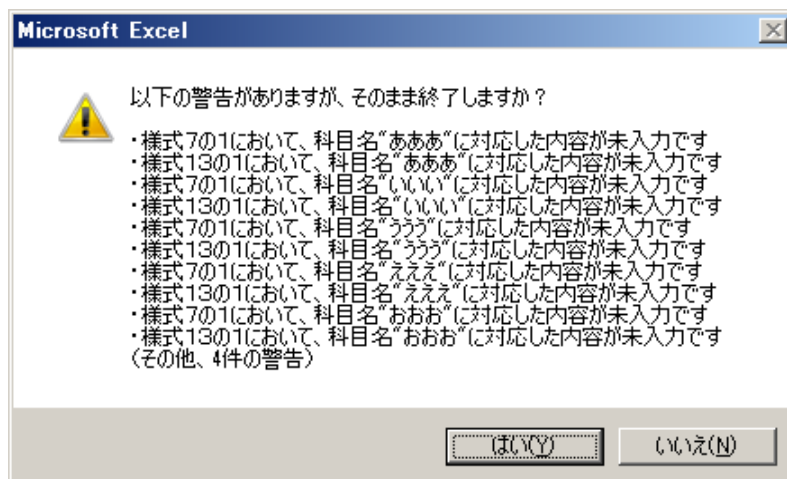 Microsoft Excel
以下の警告がありますが、そのまま終了しますか？
・様式7の1において、科目名“あああ”に対応した内容が未入力です
・様式13の1において、科目名“あああ”に対応した内容が未入力です
・様式7の1において、科目名“いいい”に対応した内容が未入力です
・様式13の1において、科目名“いいい”に対応した内容が未入力です
・様式7の1において、科目名“ううう”に対応した内容が未入力です
・様式13の1において、科目名“ううう”に対応した内容が未入力です
・様式7の1において、科目名“えええ”に対応した内容が未入力です
・様式13の1において、科目名“えええ”に対応した内容が未入力です
・様式7の1において、科目名“おおお”に対応した内容が未入力です
・様式13の1において、科目名“おおお”に対応した内容が未入力です
（その他、4件の警告）
はい(Y) いいえ(N)